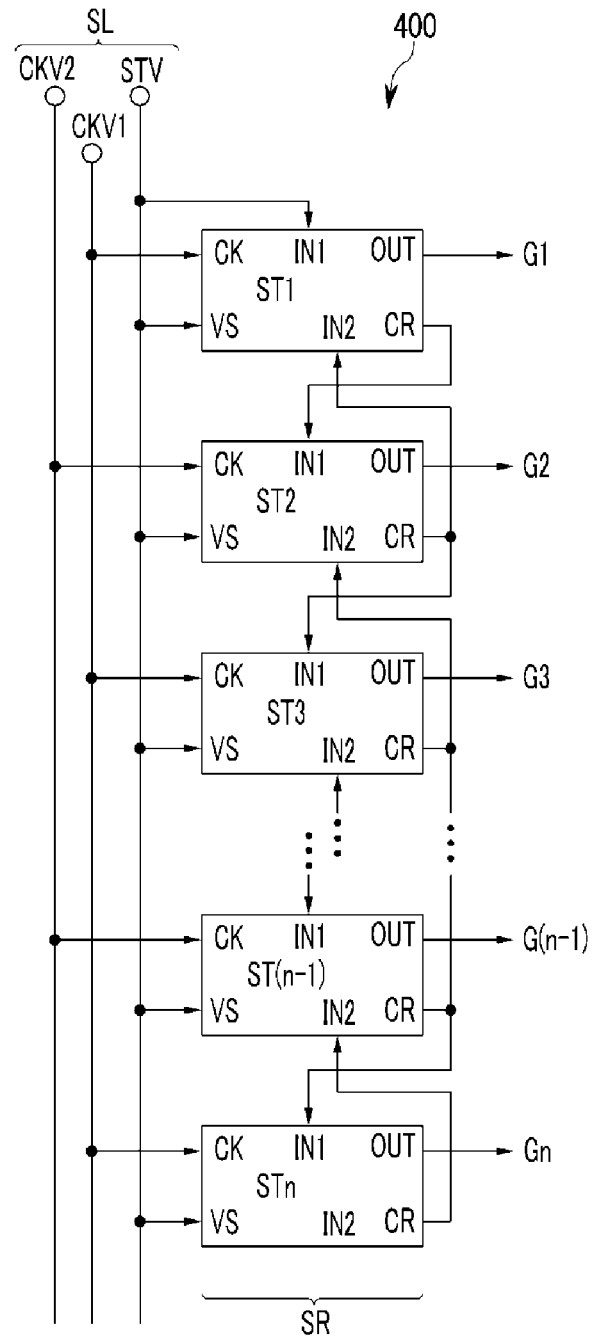 SL
400
CKV2 STV
CKV1
CK IN1 OUT G1
ST1
VS IN2 CR
CK IN1 OUT G2
ST2
VS IN2 CR
CK IN1 OUT G3
ST3
VS IN2 CR
CK IN1 OUT G(n-1)
ST(n-1)
VS IN2 CR
CK IN1 OUT Gn
STn
VS IN2 CR
SR